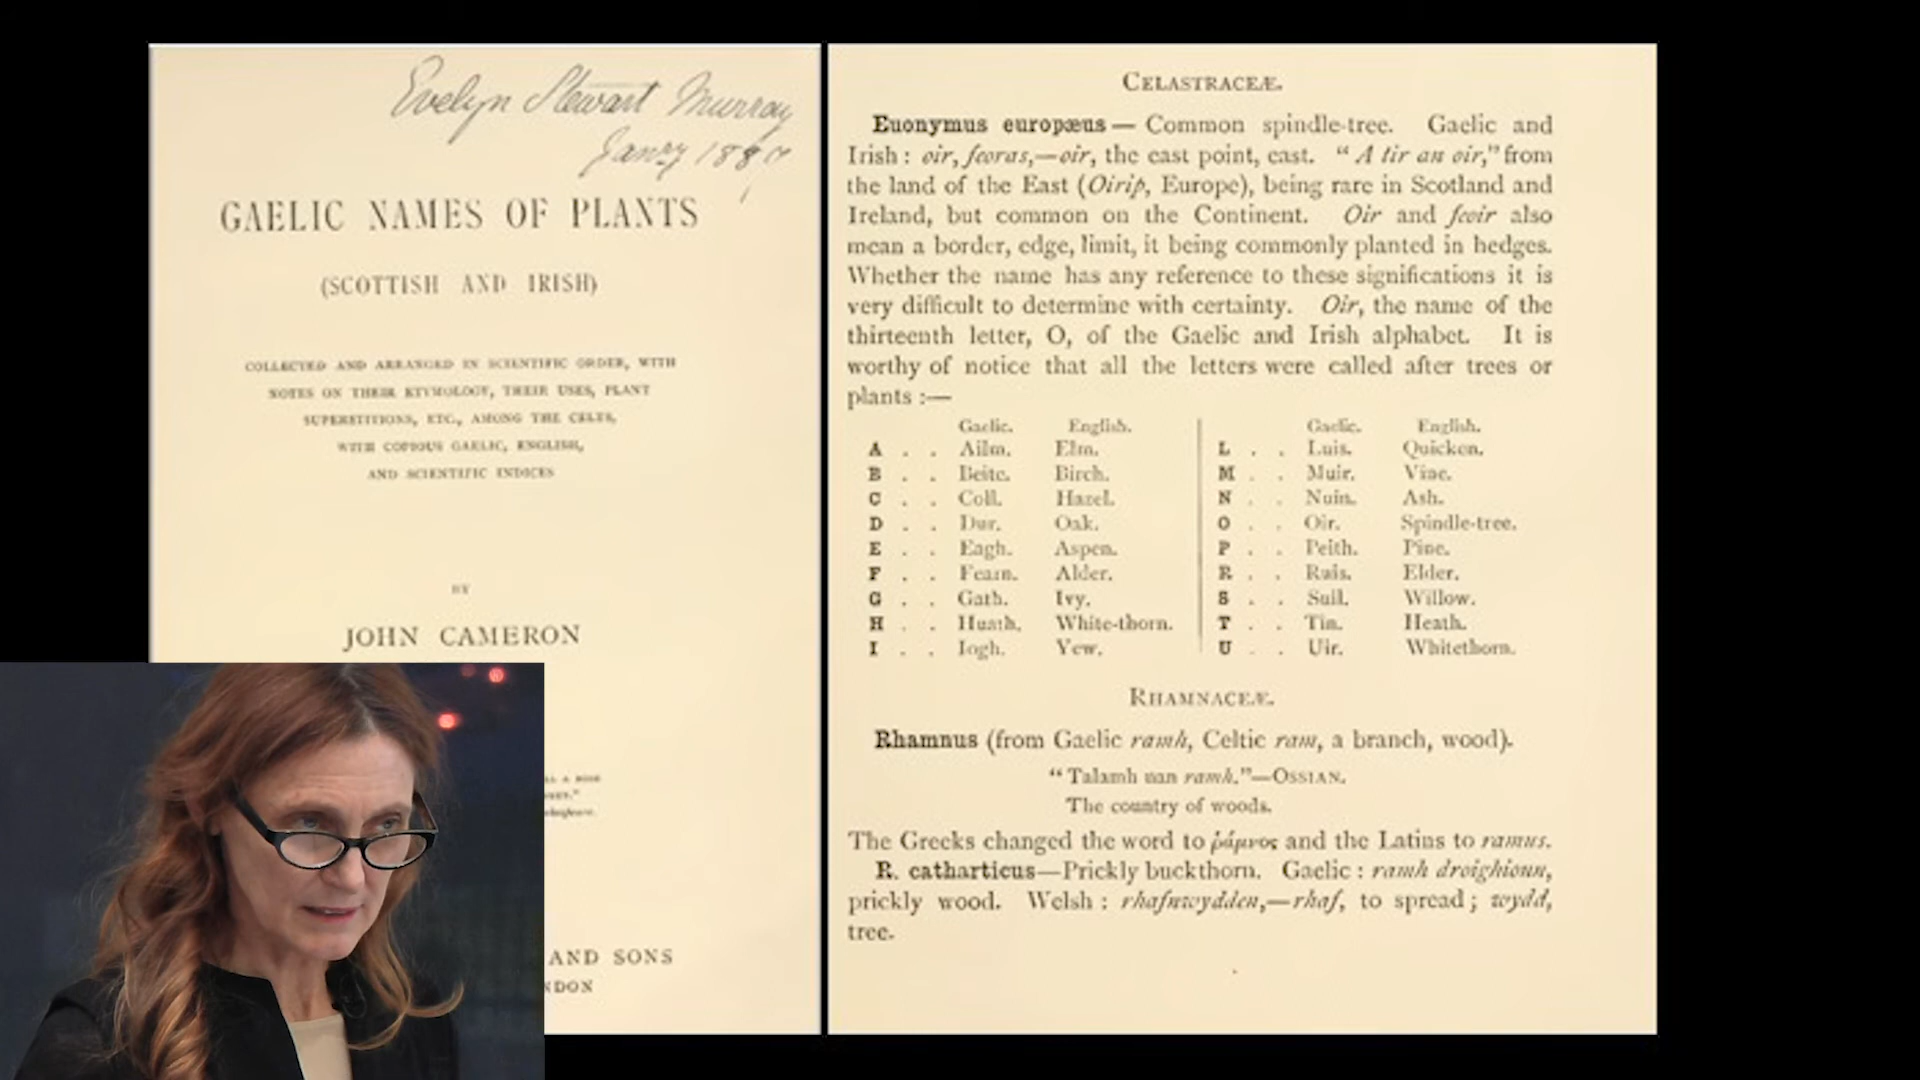 Evelyn Stewart Murray
Jan'y 188
GAELIC NAMES OF PLANTS
(SCOTTISH AND IRISH)
COLLECTED AND ARRANGED IN SCIENTIFIC ORDER, WITH
NOTES ON THEIR ETYMOLOGY, THEIR USES, PLANT
SUPERSTITIONS, ETC., AMONG THE CELTS,
WITH COPIOUS GAELIC, ENGLISH,
AND SCIENTIFIC INDICES
BY
JOHN CAMERON
AND SONS
CELASTRACEÆ.
Euonymus europæus — Common spindle-tree. Gaelic and
Irish : oir, feoras,—oir, the east point, east. "A tir an oir," from
the land of the East (Oirip, Europe), being rare in Scotland and
Ireland, but common on the Continent. Oir and feoir also
mean a border, edge, limit, it being commonly planted in hedges.
Whether the name has any reference to these significations it is
very difficult to determine with certainty. Oir, the name of the
thirteenth letter, O, of the Gaelic and Irish alphabet. It is
worthy of notice that all the letters were called after trees or
plants :—
Gaelic. English. Gaelic. English.
A . . Ailm. Elm. L . . Luis. Quicken.
B . . Beite. Birch. M . . Muir. Vine.
C . . Coll. Hazel. N . . Nuin. Ash.
D . . Dur. Oak. O . . Oir. Spindle-tree.
E . . Eagh. Aspen. P . . Peith. Pine.
F . . Fearn. Alder. R . . Ruis. Elder.
G . . Gath. Ivy. S . . Suil. Willow.
H . . Huath. White-thorn. T . . Tin. Heath.
I . . Iogh. Yew. U . . Uir. Whitethorn.
RHAMNACEÆ.
Rhamnus (from Gaelic ramh, Celtic ram, a branch, wood).
"Talamh nan ramh."—OSSIAN.
The country of woods.
The Greeks changed the word to ῥάμνος and the Latins to ramus.
R. catharticus—Prickly buckthorn. Gaelic : ramh droighionn,
prickly wood. Welsh : rhafnwydden,—rhaf, to spread ; wydd,
tree.